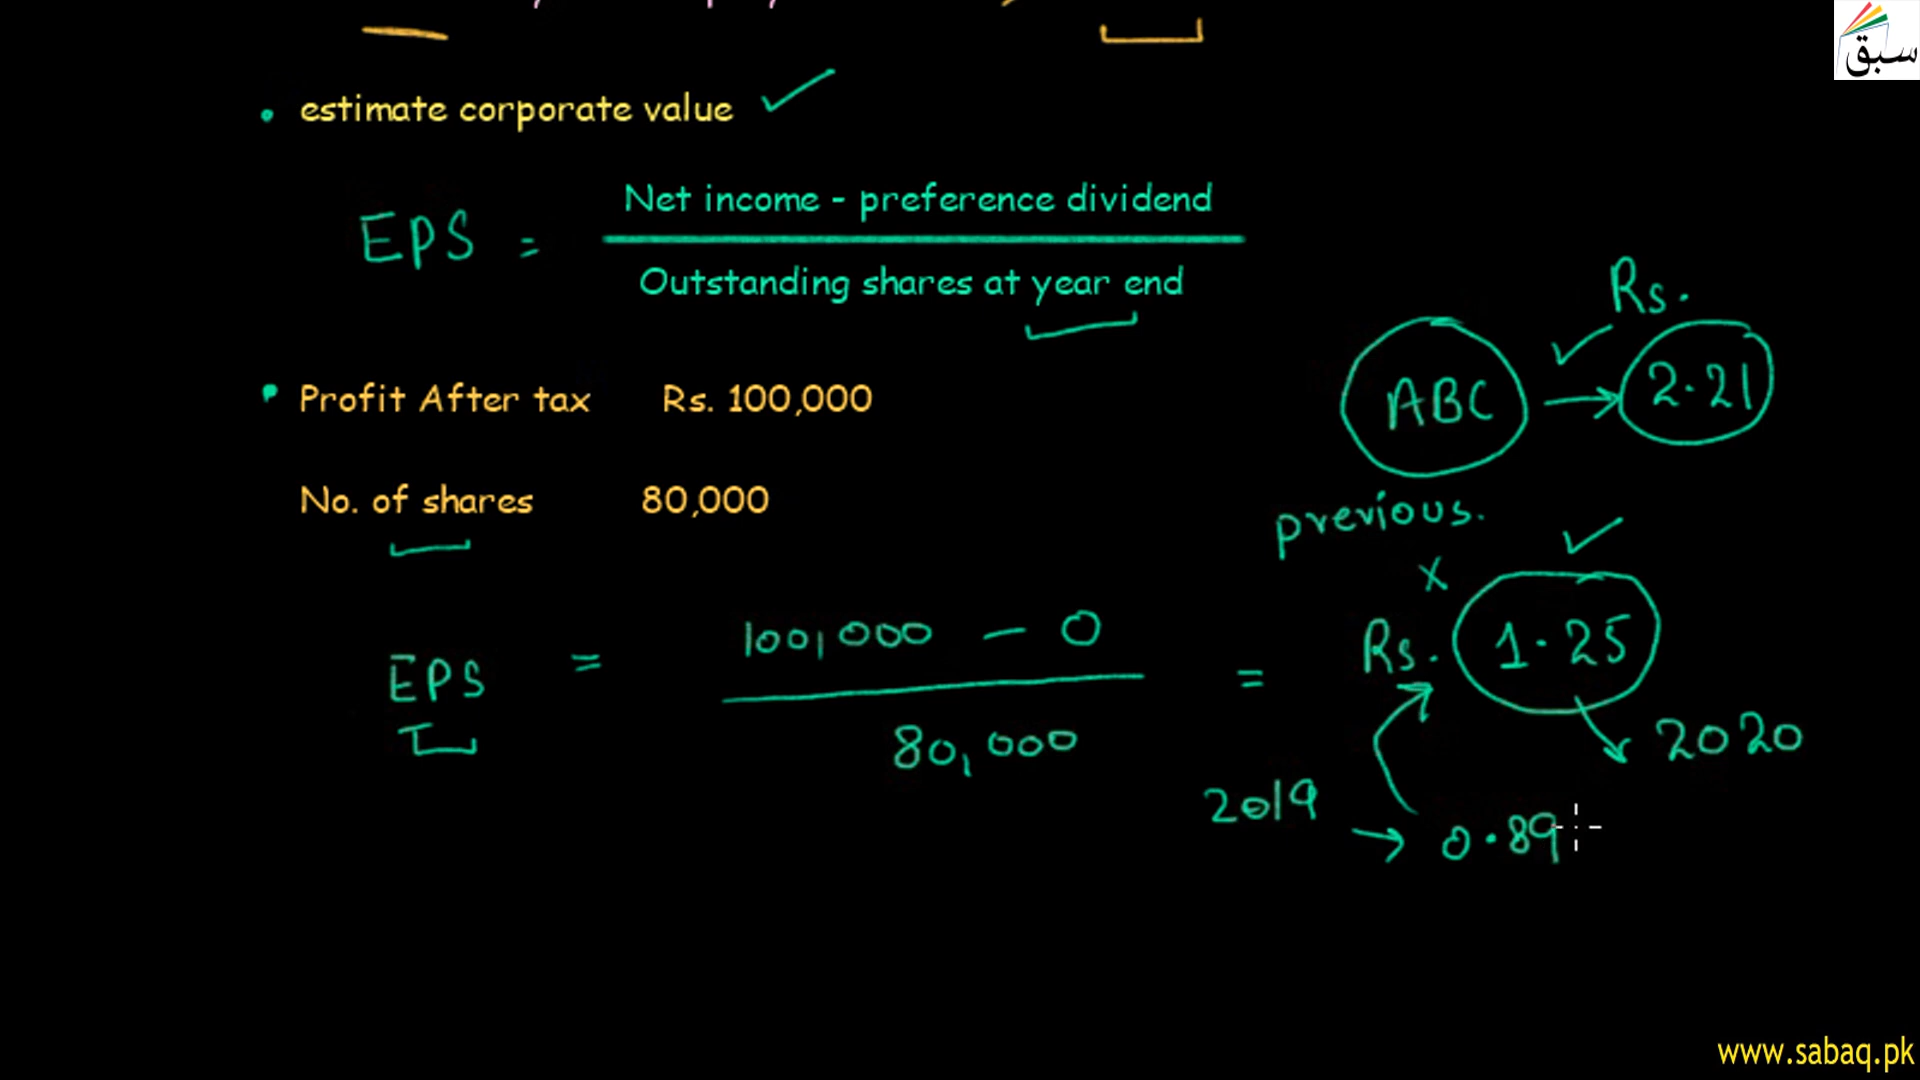 سبق
estimate corporate value
EPS = Net income - preference dividend
Outstanding shares at year end
Rs.
ABC → 2.21
Profit After tax Rs. 100,000
No. of shares 80,000
previous.
x
EPS = 100,000 - 0 = Rs. 1.25
80,000
2020
2019 → 0.89
www.sabaq.pk